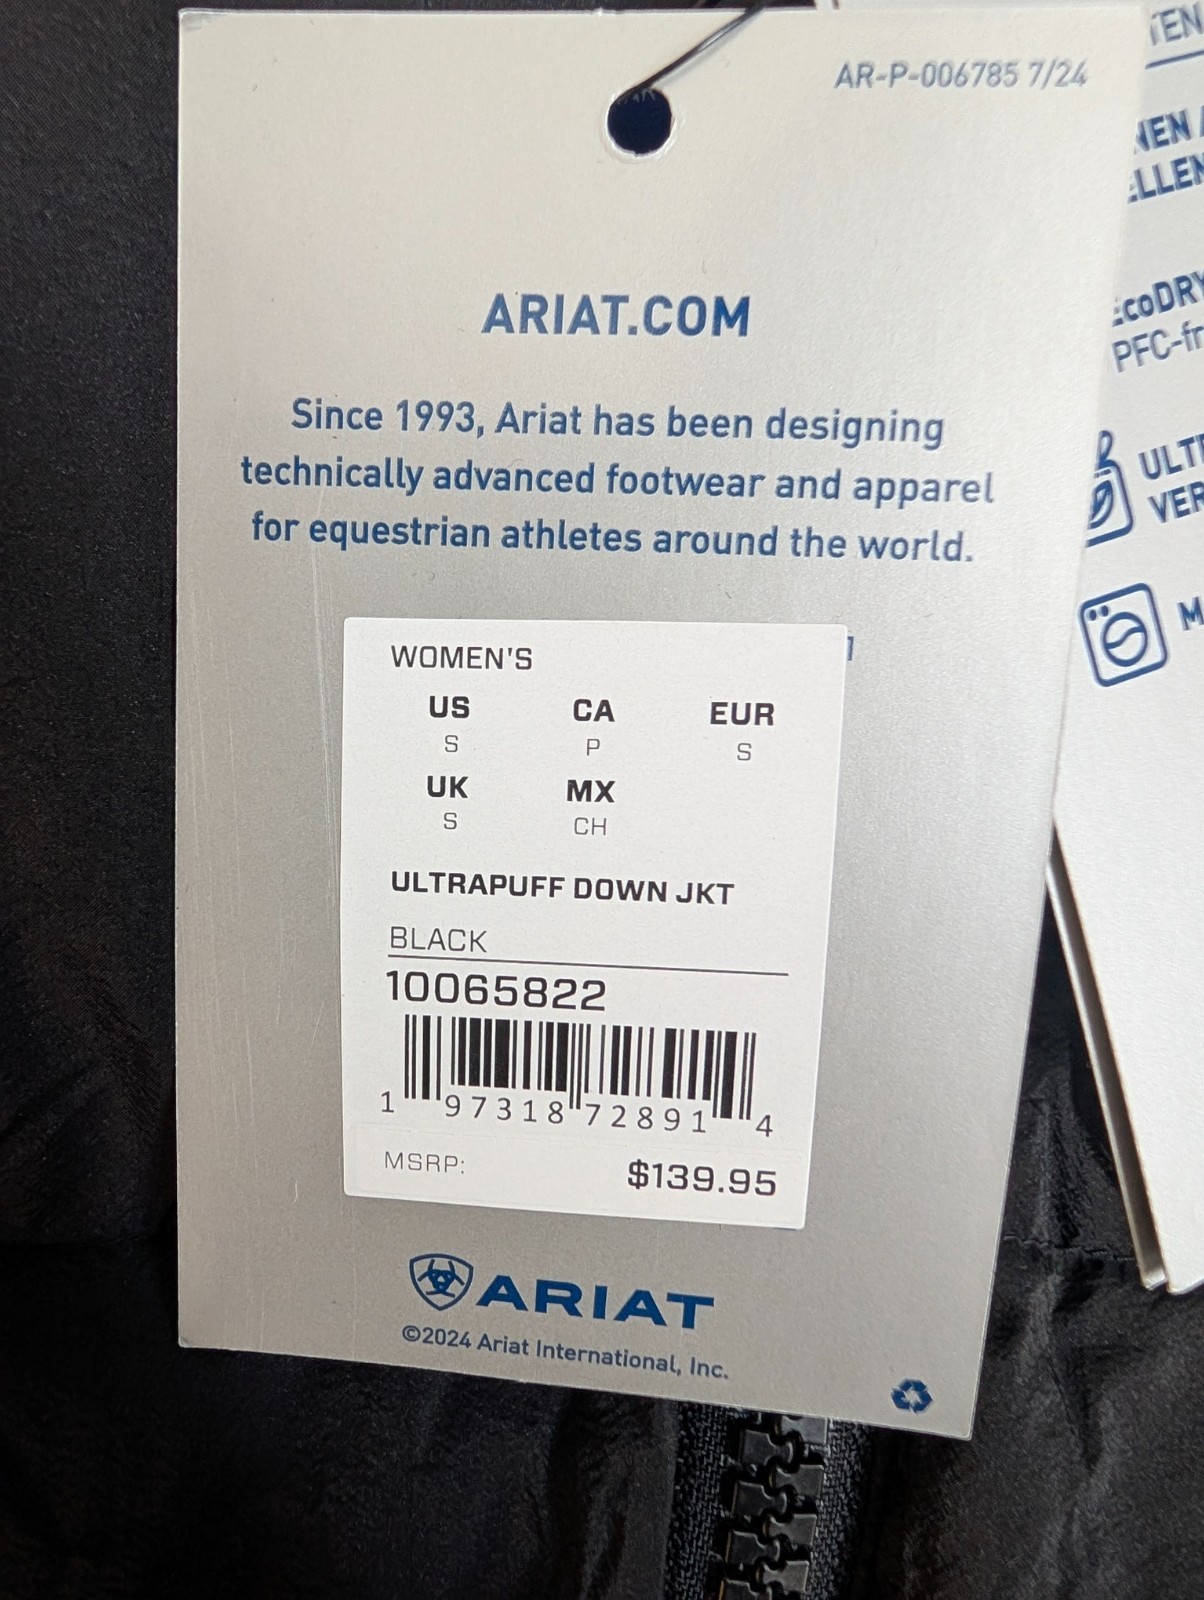 AR-P-006785 7/24
ARIAT.COM
Since 1993, Ariat has been designing
technically advanced footwear and apparel
for equestrian athletes around the world.
WOMEN'S
US CA EUR
S P S
UK MX
S CH
ULTRAPUFF DOWN JKT
BLACK
10065822
1 97318 72891 4
MSRP: $139.95
ARIAT
©2024 Ariat International, Inc.
PFC-fr